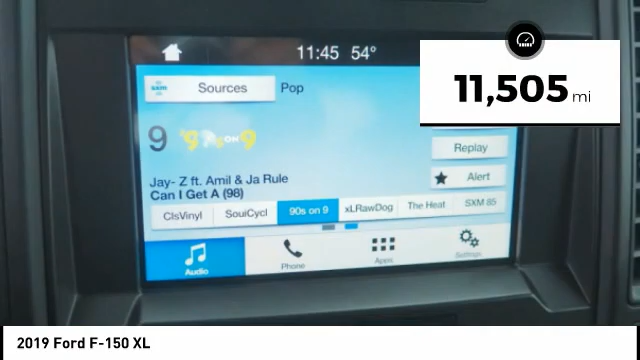 11:45 54°
11,505 mi
sxm
Sources
Pop
9 90s ON 9
Replay
Jay- Z ft. Amil & Ja Rule
Alert
Can I Get A (98)
ClsVinyl SoulCycl 90s on 9 xLRawDog The Heat SXM 85
Audio Phone Apps Settings
2019 Ford F-150 XL